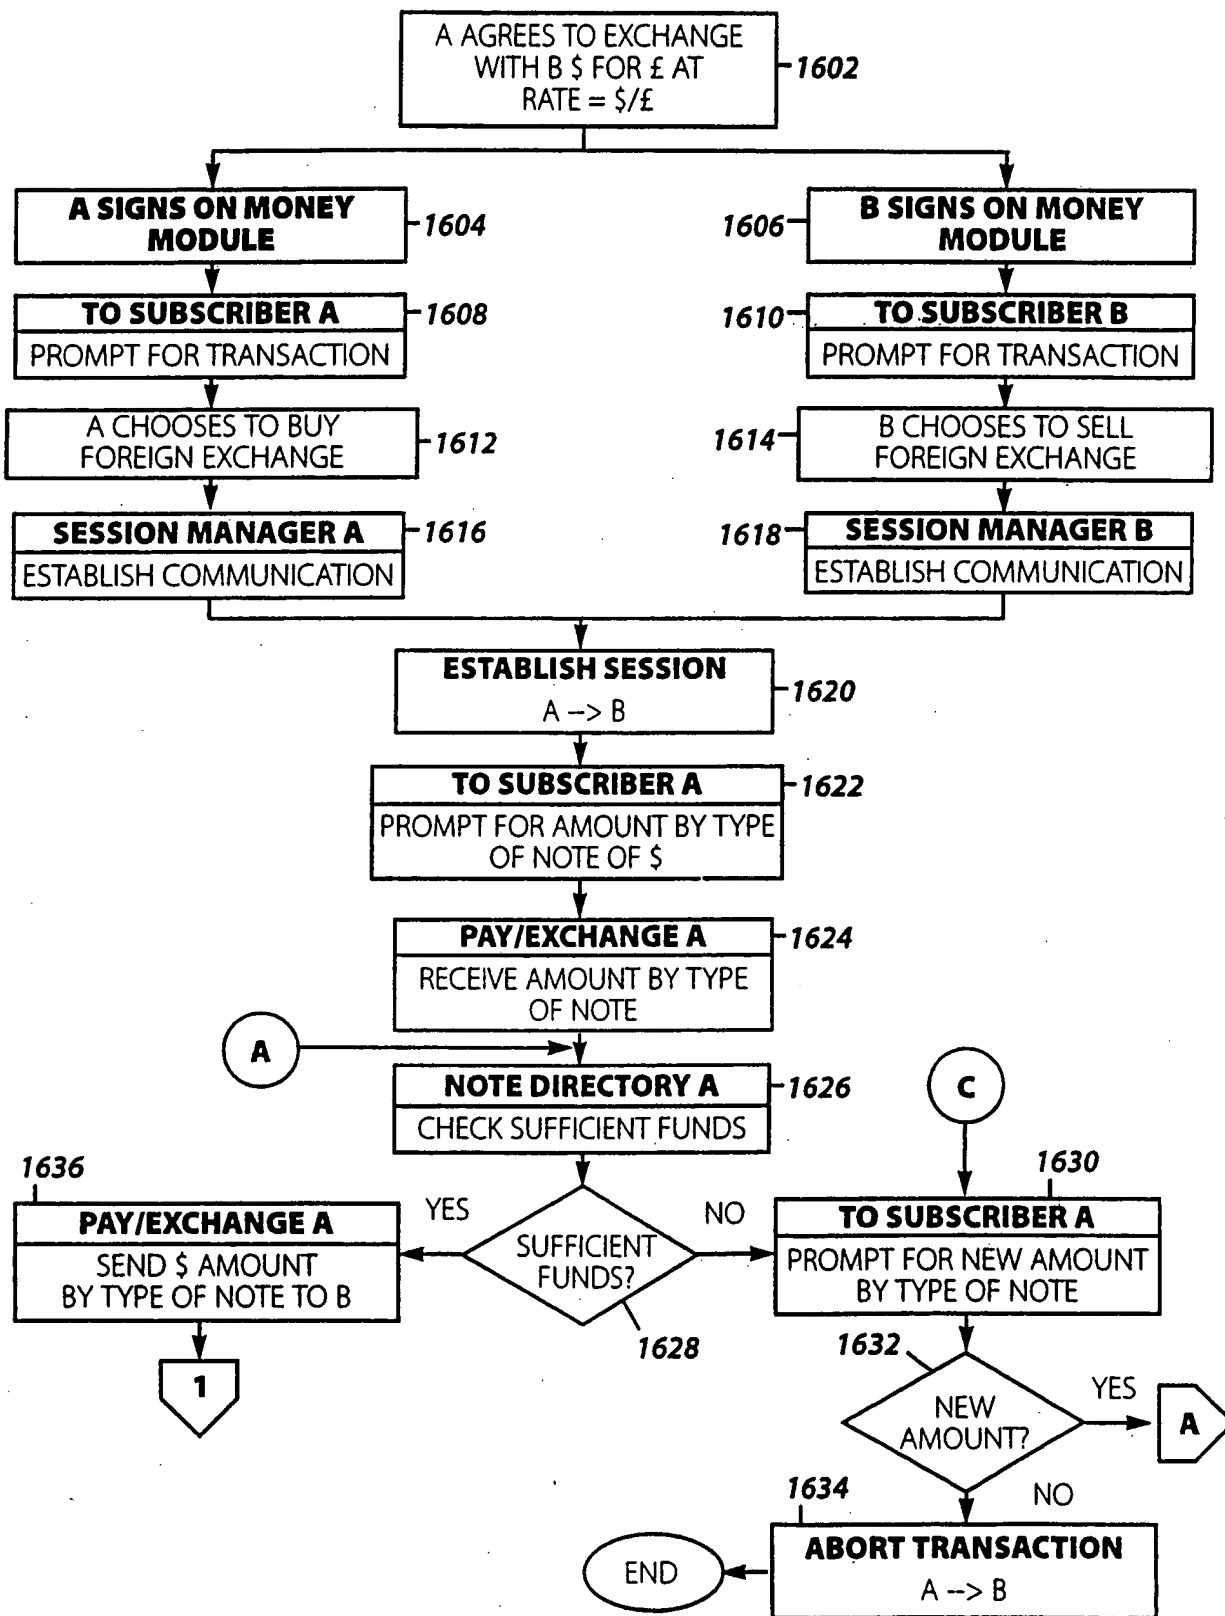 A AGREES TO EXCHANGE
WITH B $ FOR £ AT
RATE = $/£
1602
A SIGNS ON MONEY
MODULE
1604
1606
B SIGNS ON MONEY
MODULE
TO SUBSCRIBER A
PROMPT FOR TRANSACTION
1608
1610
TO SUBSCRIBER B
PROMPT FOR TRANSACTION
A CHOOSES TO BUY
FOREIGN EXCHANGE
1612
1614
B CHOOSES TO SELL
FOREIGN EXCHANGE
SESSION MANAGER A
ESTABLISH COMMUNICATION
1616
1618
SESSION MANAGER B
ESTABLISH COMMUNICATION
ESTABLISH SESSION
A --> B
1620
TO SUBSCRIBER A
PROMPT FOR AMOUNT BY TYPE
OF NOTE OF $
1622
PAY/EXCHANGE A
RECEIVE AMOUNT BY TYPE
OF NOTE
1624
A
NOTE DIRECTORY A
CHECK SUFFICIENT FUNDS
1626
C
1636
PAY/EXCHANGE A
SEND $ AMOUNT
BY TYPE OF NOTE TO B
YES
SUFFICIENT
FUNDS?
NO
1628
1630
TO SUBSCRIBER A
PROMPT FOR NEW AMOUNT
BY TYPE OF NOTE
1
1632
NEW
AMOUNT?
YES
A
NO
1634
ABORT TRANSACTION
A --> B
END